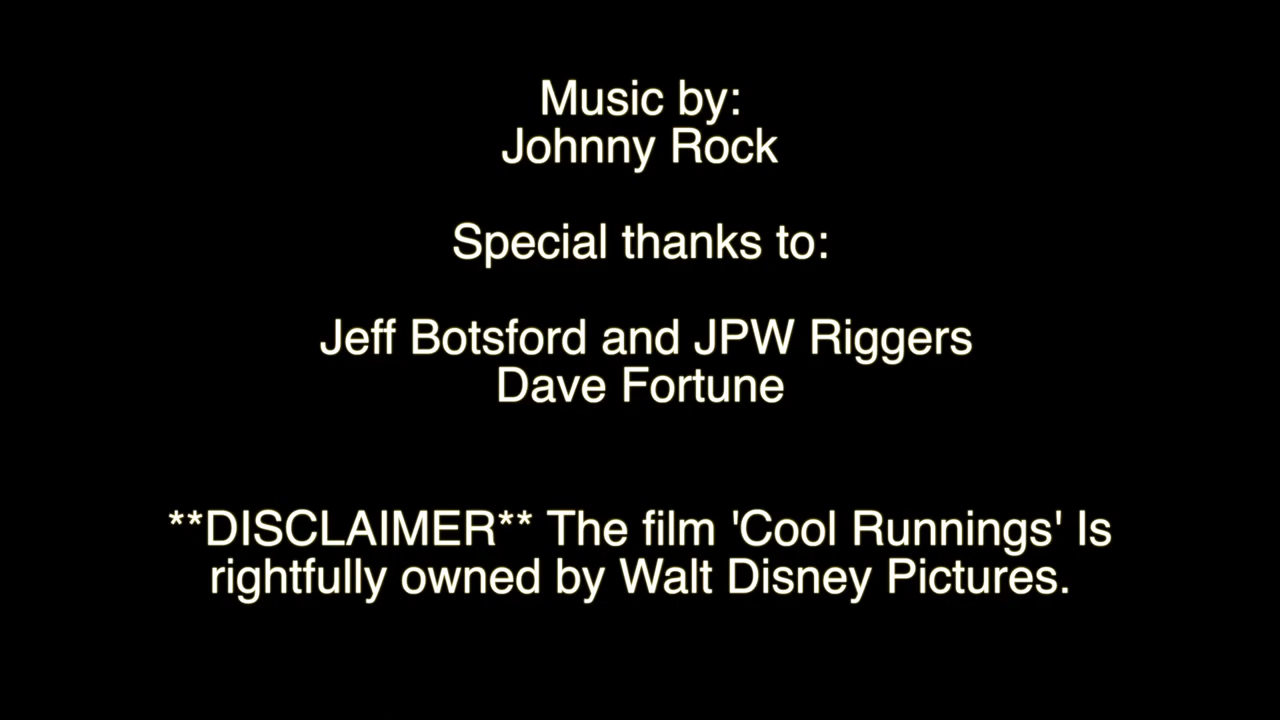 Music by:
Johnny Rock
Special thanks to:
Jeff Botsford and JPW Riggers
Dave Fortune
**DISCLAIMER** The film 'Cool Runnings' Is
rightfully owned by Walt Disney Pictures.